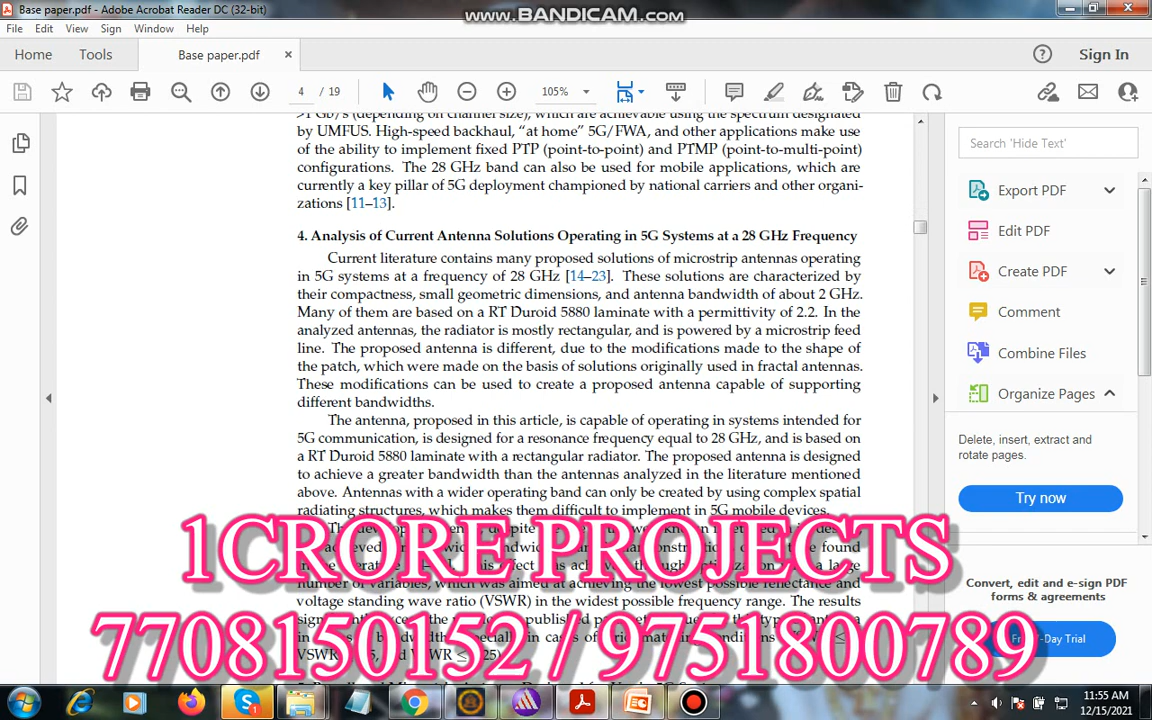 Base paper.pdf - Adobe Acrobat Reader DC (32-bit)
www.BANDICAM.com
File Edit View Sign Window Help
Home Tools Base paper.pdf × Sign In
4 / 19 105%
>1 Gb/s (depending on channel size), which are achievable using the spectrum designated
by UMFUS. High-speed backhaul, “at home” 5G/FWA, and other applications make use
of the ability to implement fixed PTP (point-to-point) and PTMP (point-to-multi-point)
configurations. The 28 GHz band can also be used for mobile applications, which are
currently a key pillar of 5G deployment championed by national carriers and other organi-
zations [11–13].
4. Analysis of Current Antenna Solutions Operating in 5G Systems at a 28 GHz Frequency
Current literature contains many proposed solutions of microstrip antennas operating
in 5G systems at a frequency of 28 GHz [14–23]. These solutions are characterized by
their compactness, small geometric dimensions, and antenna bandwidth of about 2 GHz.
Many of them are based on a RT Duroid 5880 laminate with a permittivity of 2.2. In the
analyzed antennas, the radiator is mostly rectangular, and is powered by a microstrip feed
line. The proposed antenna is different, due to the modifications made to the shape of
the patch, which were made on the basis of solutions originally used in fractal antennas.
These modifications can be used to create a proposed antenna capable of supporting
different bandwidths.
The antenna, proposed in this article, is capable of operating in systems intended for
5G communication, is designed for a resonance frequency equal to 28 GHz, and is based on
a RT Duroid 5880 laminate with a rectangular radiator. The proposed antenna is designed
to achieve a greater bandwidth than the antennas analyzed in the literature mentioned
above. Antennas with a wider operating band can only be created by using complex spatial
radiating structures, which makes them difficult to implement in 5G mobile devices.
number of variables, which was aimed at achieving the lowest possible reflectance and
voltage standing wave ratio (VSWR) in the widest possible frequency range. The results
1CRORE PROJECTS
7708150152 / 9751800789
Search 'Hide Text'
Export PDF
Edit PDF
Create PDF
Comment
Combine Files
Organize Pages
Delete, insert, extract and
rotate pages.
Try now
Convert, edit and e-sign PDF
forms & agreements
Day Trial
11:55 AM
12/15/2021